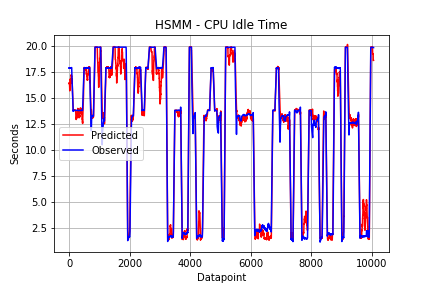 HSMM - CPU Idle Time
20.0
17.5
15.0
12.5
10.0
7.5
5.0
2.5
Seconds
Predicted
Observed
0 2000 4000 6000 8000 10000
Datapoint